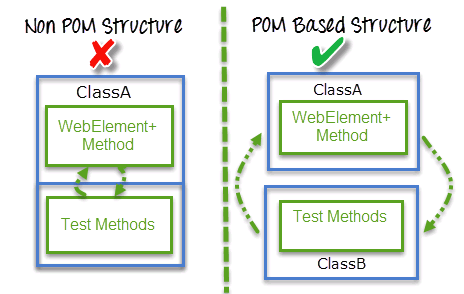 Non POM Structure
ClassA
WebElement+
Method
Test Methods
POM Based Structure
ClassA
WebElement+
Method
Test Methods
ClassB